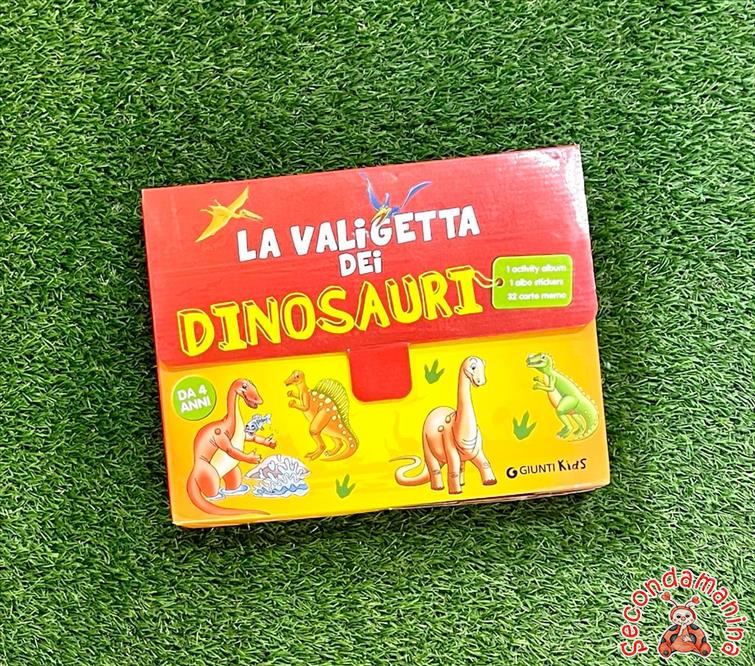 LA VALiGETTA
DEi
DINOSAURI
1 activity album
1 albo stickers
32 carte memo
DA 4
ANNI
GIUNTI KidS
secondamanina